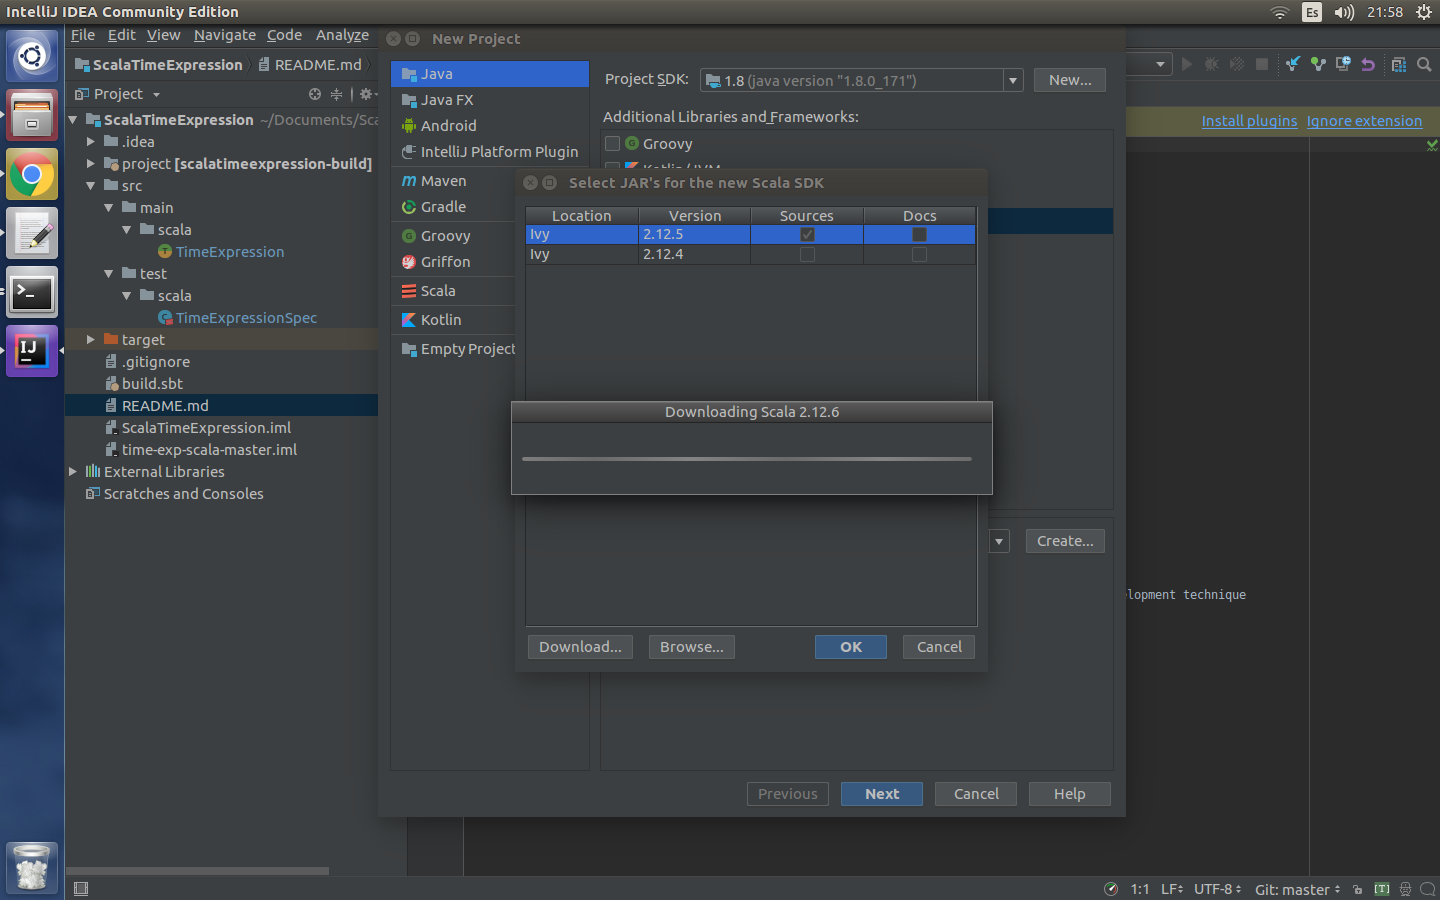 IntelliJ IDEA Community Edition
Es
21:58
File Edit View Navigate Code Analyze
New Project
ScalaTimeExpression README.md
Project
ScalaTimeExpression ~/Documents/Sca
.idea
project [scalatimeexpression-build]
src
main
scala
TimeExpression
test
scala
TimeExpressionSpec
target
.gitignore
build.sbt
README.md
ScalaTimeExpression.iml
time-exp-scala-master.iml
External Libraries
Scratches and Consoles
Java
Java FX
Android
IntelliJ Platform Plugin
Maven
Gradle
Groovy
Griffon
Scala
Kotlin
Empty Project
Project SDK: 1.8 (java version "1.8.0_171") New...
Additional Libraries and Frameworks:
Groovy
Kotlin/JVM
Install plugins Ignore extension
Select JAR's for the new Scala SDK
Location Version Sources Docs
Ivy 2.12.5
Ivy 2.12.4
Downloading Scala 2.12.6
Create...
elopment technique
Download... Browse... OK Cancel
Previous Next Cancel Help
1:1 LF UTF-8 Git: master [T]